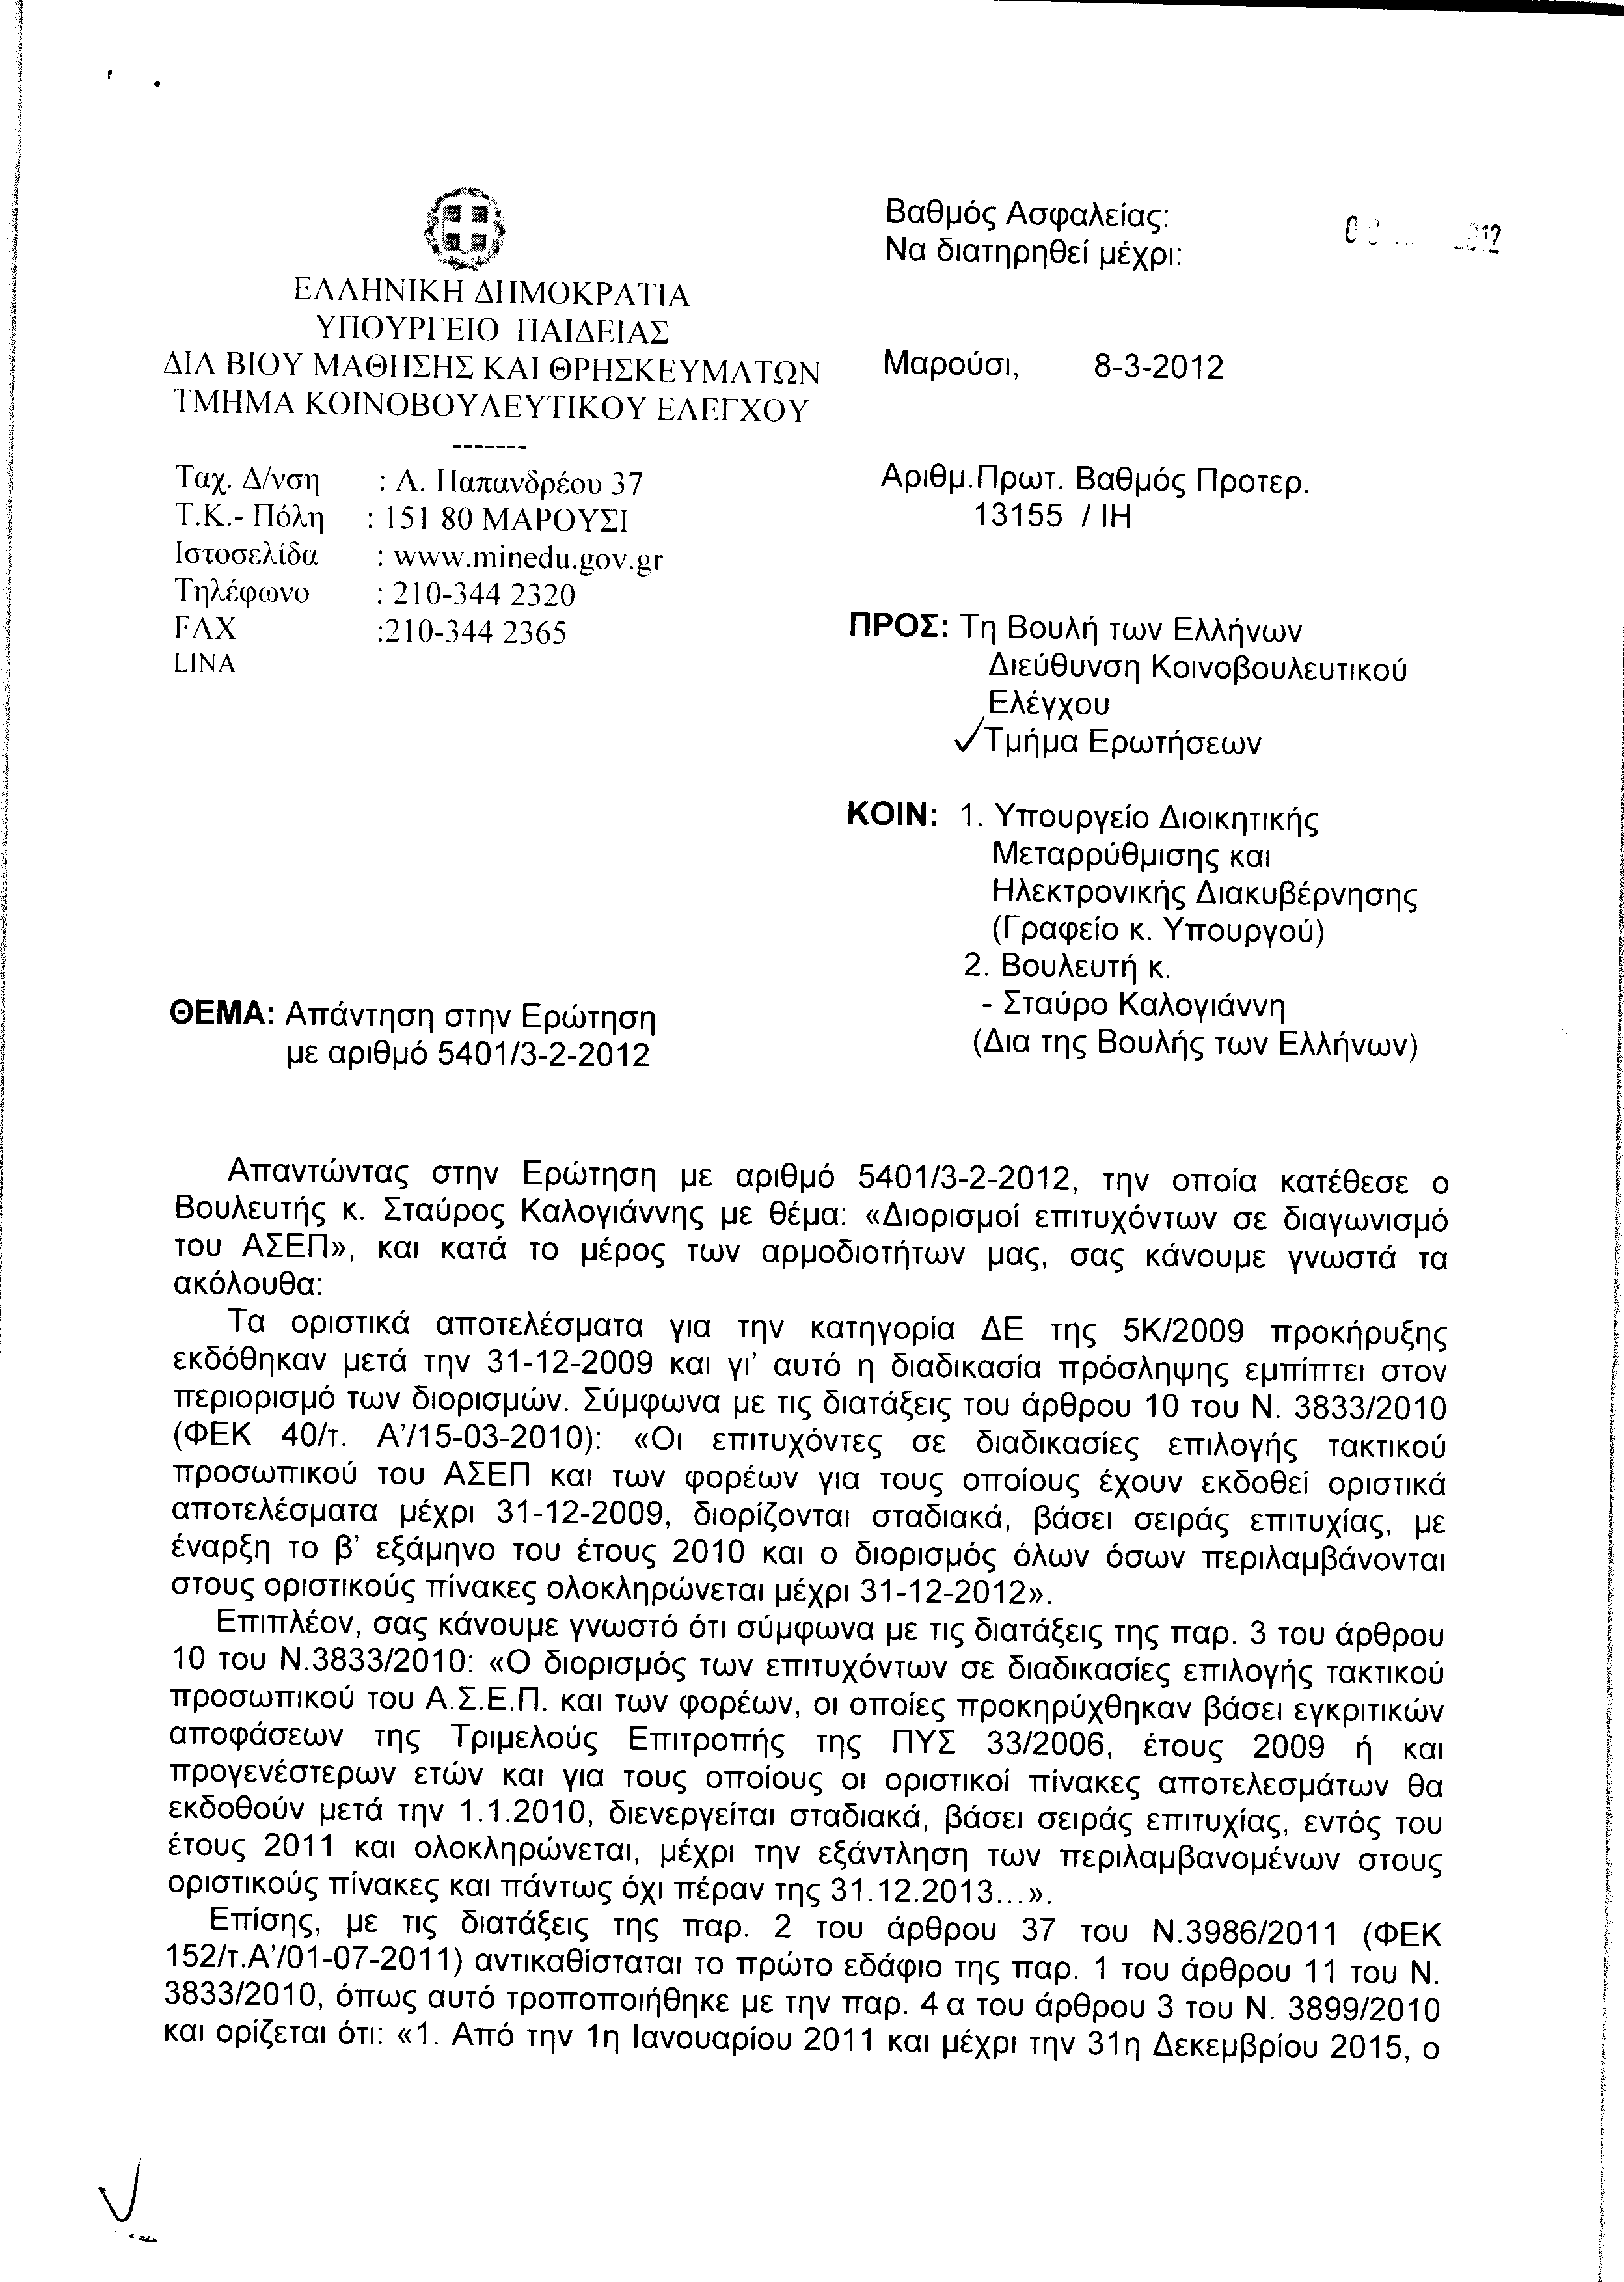 Βαθμός Ασφαλείας:
Να διατηρηθεί μέχρι:
ΕΛΛΗΝΙΚΗ ΔΗΜΟΚΡΑΤΙΑ
ΥΠΟΥΡΓΕΙΟ ΠΑΙΔΕΙΑΣ
ΔΙΑ ΒΙΟΥ ΜΑΘΗΣΗΣ ΚΑΙ ΘΡΗΣΚΕΥΜΑΤΩΝ
ΤΜΗΜΑ ΚΟΙΝΟΒΟΥΛΕΥΤΙΚΟΥ ΕΛΕΓΧΟΥ
-------
Μαρούσι, 8-3-2012
Ταχ. Δ/νση : Α. Παπανδρέου 37
Τ.Κ.- Πόλη : 151 80 ΜΑΡΟΥΣΙ
Ιστοσελίδα : www.minedu.gov.gr
Τηλέφωνο : 210-344 2320
FAX :210-344 2365
LINA
Αριθμ.Πρωτ. Βαθμός Προτερ.
13155 / ΙΗ
ΠΡΟΣ: Τη Βουλή των Ελλήνων
Διεύθυνση Κοινοβουλευτικού
Ελέγχου
✓Τμήμα Ερωτήσεων
ΚΟΙΝ: 1. Υπουργείο Διοικητικής
Μεταρρύθμισης και
Ηλεκτρονικής Διακυβέρνησης
(Γραφείο κ. Υπουργού)
2. Βουλευτή κ.
- Σταύρο Καλογιάννη
(Δια της Βουλής των Ελλήνων)
ΘΕΜΑ: Απάντηση στην Ερώτηση
με αριθμό 5401/3-2-2012
Απαντώντας στην Ερώτηση με αριθμό 5401/3-2-2012, την οποία κατέθεσε ο
Βουλευτής κ. Σταύρος Καλογιάννης με θέμα: «Διορισμοί επιτυχόντων σε διαγωνισμό
του ΑΣΕΠ», και κατά το μέρος των αρμοδιοτήτων μας, σας κάνουμε γνωστά τα
ακόλουθα:
Τα οριστικά αποτελέσματα για την κατηγορία ΔΕ της 5Κ/2009 προκήρυξης
εκδόθηκαν μετά την 31-12-2009 και γι’ αυτό η διαδικασία πρόσληψης εμπίπτει στον
περιορισμό των διορισμών. Σύμφωνα με τις διατάξεις του άρθρου 10 του Ν. 3833/2010
(ΦΕΚ 40/τ. Α’/15-03-2010): «Οι επιτυχόντες σε διαδικασίες επιλογής τακτικού
προσωπικού του ΑΣΕΠ και των φορέων για τους οποίους έχουν εκδοθεί οριστικά
αποτελέσματα μέχρι 31-12-2009, διορίζονται σταδιακά, βάσει σειράς επιτυχίας, με
έναρξη το β’ εξάμηνο του έτους 2010 και ο διορισμός όλων όσων περιλαμβάνονται
στους οριστικούς πίνακες ολοκληρώνεται μέχρι 31-12-2012».
Επιπλέον, σας κάνουμε γνωστό ότι σύμφωνα με τις διατάξεις της παρ. 3 του άρθρου
10 του Ν.3833/2010: «Ο διορισμός των επιτυχόντων σε διαδικασίες επιλογής τακτικού
προσωπικού του Α.Σ.Ε.Π. και των φορέων, οι οποίες προκηρύχθηκαν βάσει εγκριτικών
αποφάσεων της Τριμελούς Επιτροπής της ΠΥΣ 33/2006, έτους 2009 ή και
προγενέστερων ετών και για τους οποίους οι οριστικοί πίνακες αποτελεσμάτων θα
εκδοθούν μετά την 1.1.2010, διενεργείται σταδιακά, βάσει σειράς επιτυχίας, εντός του
έτους 2011 και ολοκληρώνεται, μέχρι την εξάντληση των περιλαμβανομένων στους
οριστικούς πίνακες και πάντως όχι πέραν της 31.12.2013...».
Επίσης, με τις διατάξεις της παρ. 2 του άρθρου 37 του Ν.3986/2011 (ΦΕΚ
152/τ.Α’/01-07-2011) αντικαθίσταται το πρώτο εδάφιο της παρ. 1 του άρθρου 11 του Ν.
3833/2010, όπως αυτό τροποποιήθηκε με την παρ. 4 α του άρθρου 3 του Ν. 3899/2010
και ορίζεται ότι: «1. Από την 1η Ιανουαρίου 2011 και μέχρι την 31η Δεκεμβρίου 2015, ο